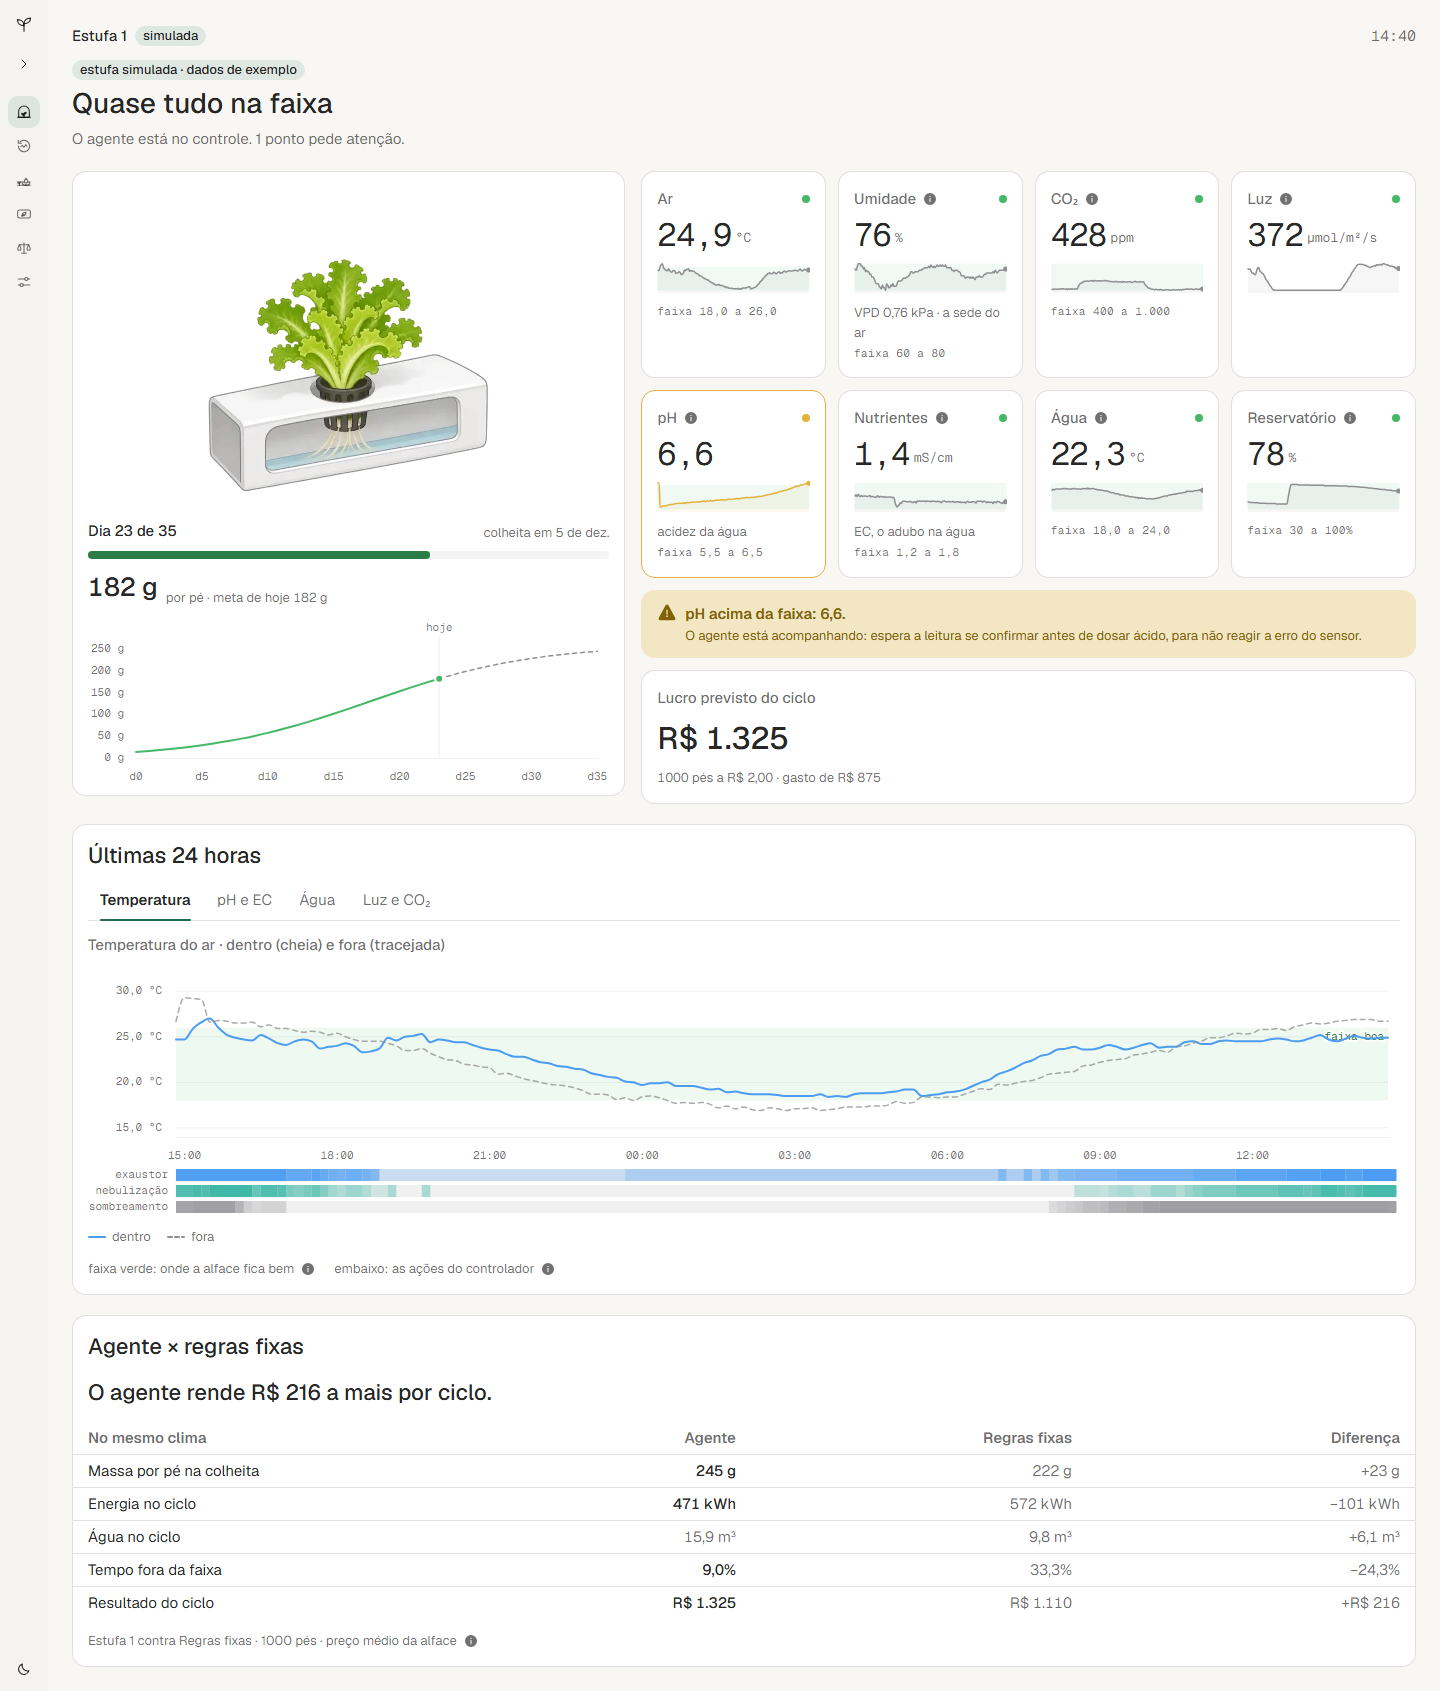 Estufa 1 simulada
14:40
estufa simulada · dados de exemplo
Quase tudo na faixa
O agente está no controle. 1 ponto pede atenção.
Dia 23 de 35
colheita em 5 de dez.
182 g por pé · meta de hoje 182 g
hoje
250 g
200 g
150 g
100 g
50 g
0 g
d0 d5 d10 d15 d20 d25 d30 d35
Ar
24,9 °C
faixa 18,0 a 26,0
Umidade
76 %
VPD 0,76 kPa · a sede do
ar
faixa 60 a 80
CO₂
428 ppm
faixa 400 a 1.000
Luz
372 µmol/m²/s
pH
6,6
acidez da água
faixa 5,5 a 6,5
Nutrientes
1,4 mS/cm
EC, o adubo na água
faixa 1,2 a 1,8
Água
22,3 °C
faixa 18,0 a 24,0
Reservatório
78 %
faixa 30 a 100%
pH acima da faixa: 6,6.
O agente está acompanhando: espera a leitura se confirmar antes de dosar ácido, para não reagir a erro do sensor.
Lucro previsto do ciclo
R$ 1.325
1000 pés a R$ 2,00 · gasto de R$ 875
Últimas 24 horas
Temperatura pH e EC Água Luz e CO₂
Temperatura do ar · dentro (cheia) e fora (tracejada)
30,0 °C
25,0 °C
20,0 °C
15,0 °C
faixa boa
15:00 18:00 21:00 00:00 03:00 06:00 09:00 12:00
exaustor
nebulização
sombreamento
dentro fora
faixa verde: onde a alface fica bem embaixo: as ações do controlador
Agente × regras fixas
O agente rende R$ 216 a mais por ciclo.
No mesmo clima Agente Regras fixas Diferença
Massa por pé na colheita 245 g 222 g +23 g
Energia no ciclo 471 kWh 572 kWh −101 kWh
Água no ciclo 15,9 m³ 9,8 m³ +6,1 m³
Tempo fora da faixa 9,0% 33,3% −24,3%
Resultado do ciclo R$ 1.325 R$ 1.110 +R$ 216
Estufa 1 contra Regras fixas · 1000 pés · preço médio da alface